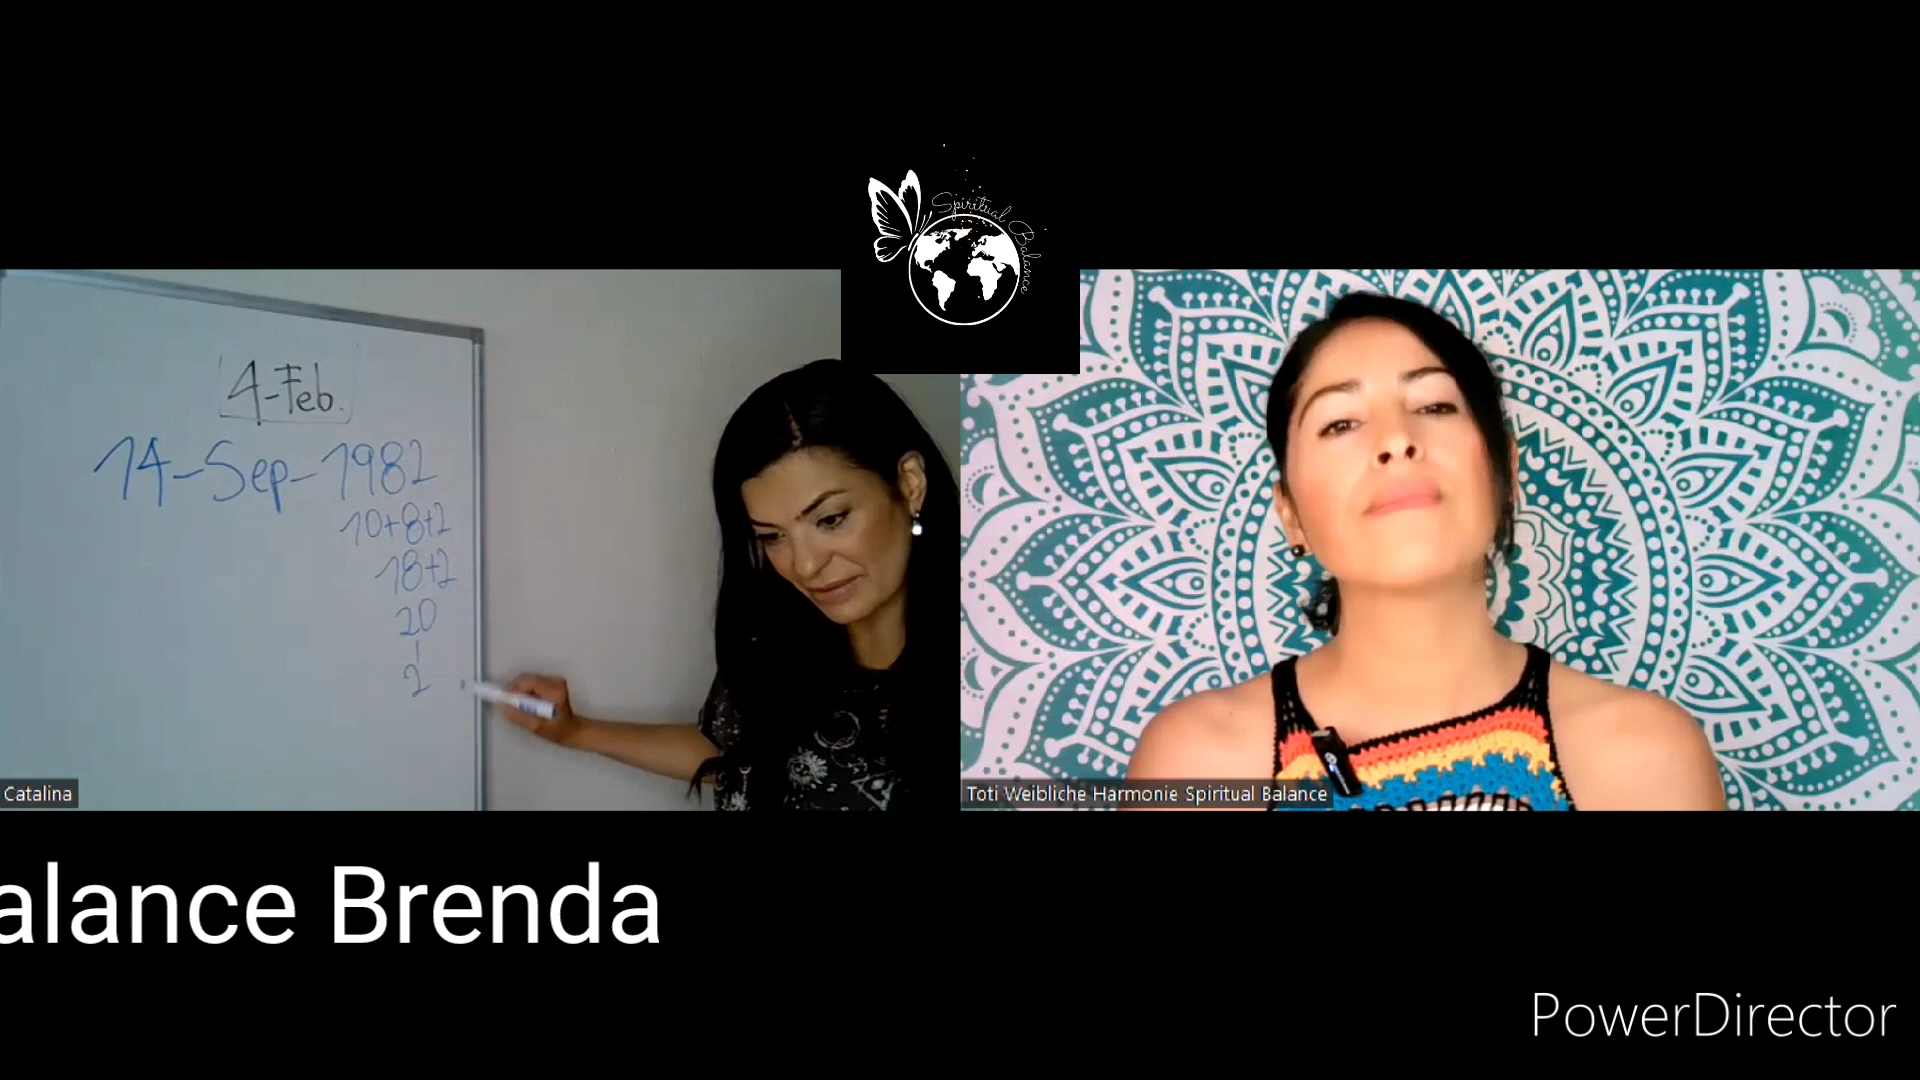 Spiritual Balance
4-Feb.
14-Sep-1982
10+8+2
18+2
20
2
Catalina
Toti Weibliche Harmonie Spiritual Balance
alance Brenda
PowerDirector